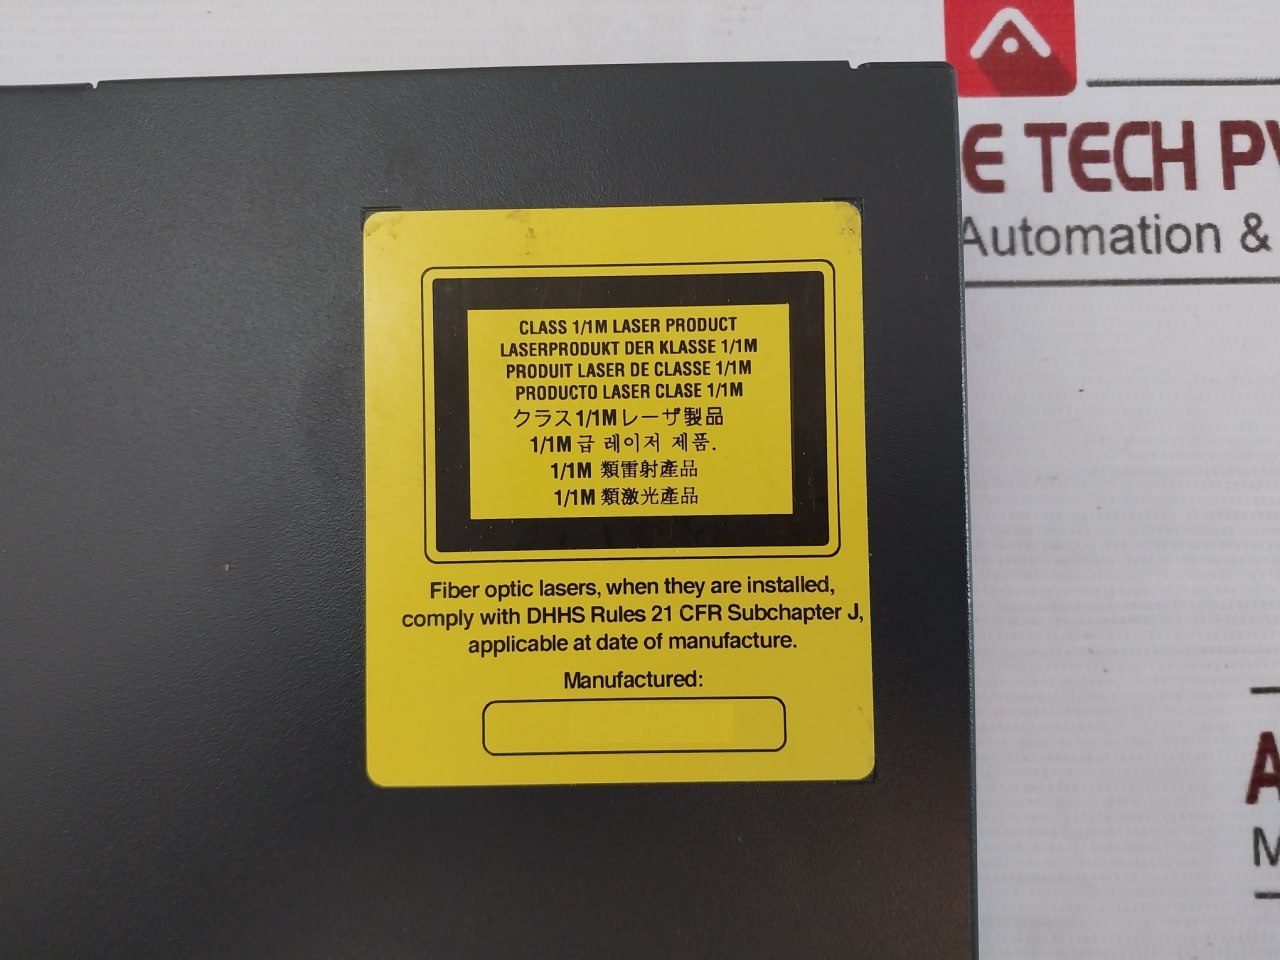 E TECH PV
Automation &
CLASS 1/1M LASER PRODUCT
LASERPRODUKT DER KLASSE 1/1M
PRODUIT LASER DE CLASSE 1/1M
PRODUCTO LASER CLASE 1/1M
クラス1/1Mレーザ製品
1/1M 급 레이저 제품.
1/1M 類雷射產品
1/1M 類激光產品
Fiber optic lasers, when they are installed,
comply with DHHS Rules 21 CFR Subchapter J,
applicable at date of manufacture.
Manufactured:
A
M